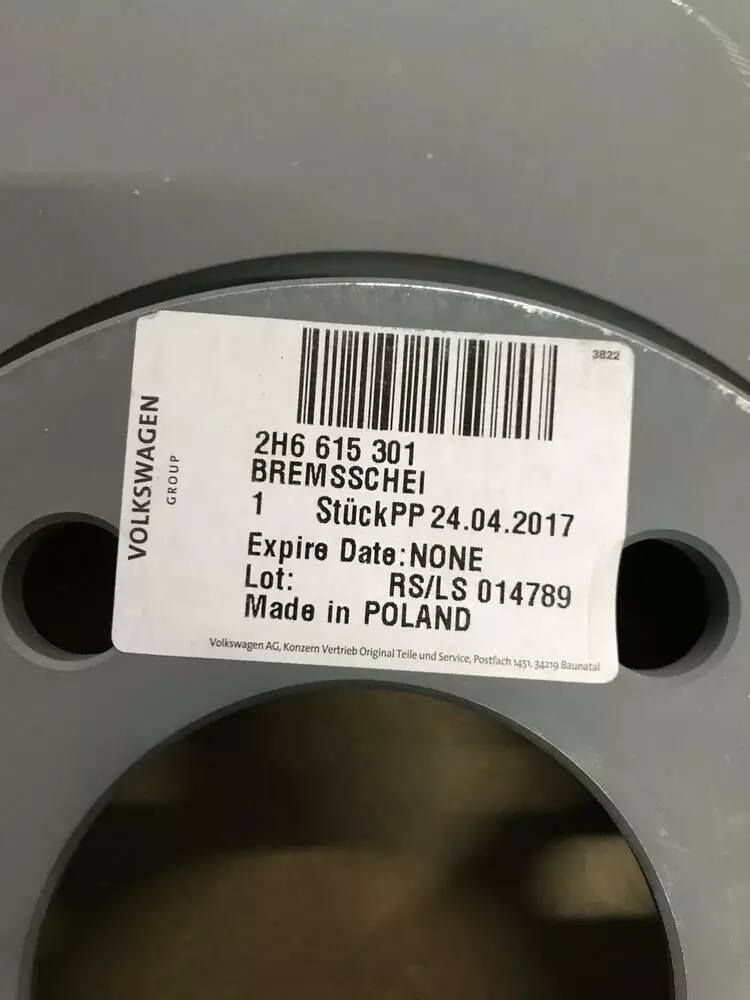 3822
VOLKSWAGEN
GROUP
2H6 615 301
BREMSSCHEI
1 StückPP 24.04.2017
Expire Date:NONE
Lot: RS/LS 014789
Made in POLAND
Volkswagen AG, Konzern Vertrieb Original Teile und Service, Postfach 1451, 34219 Baunatal